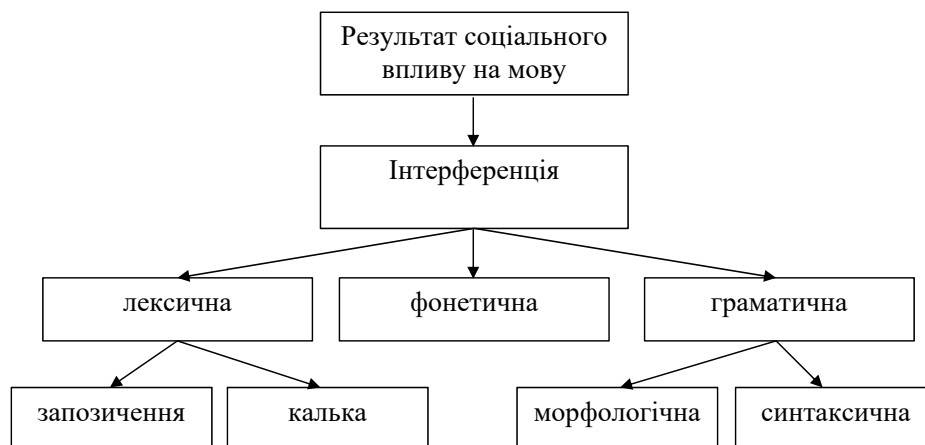 Результат соціального
впливу на мову
Інтерференція
лексична
фонетична
граматична
запозичення
калька
морфологічна
синтаксична